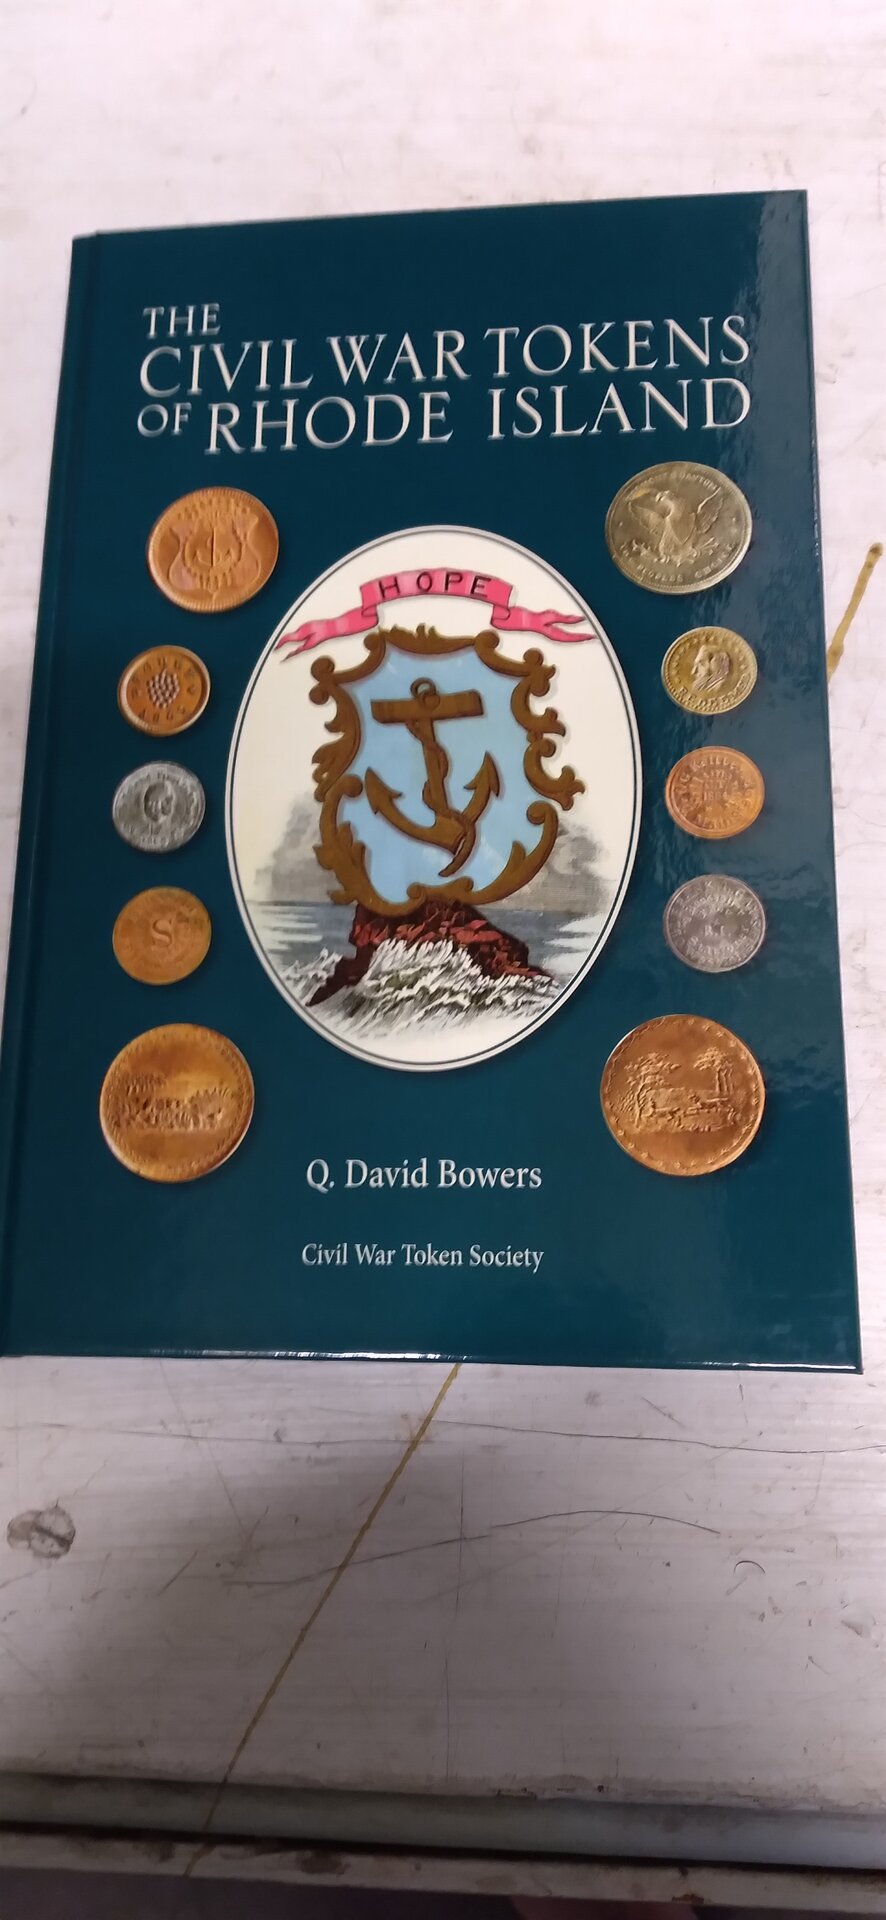 THE
CIVIL WAR TOKENS
OF RHODE ISLAND
HOPE
S
Q. David Bowers
Civil War Token Society